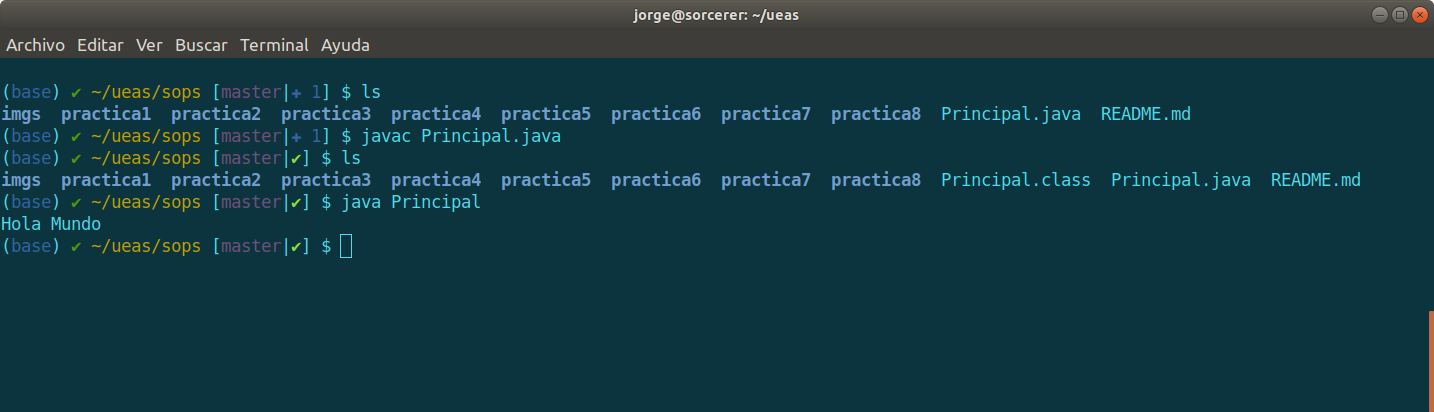 jorge@sorcerer: ~/ueas
Archivo Editar Ver Buscar Terminal Ayuda
(base) ✔ ~/ueas/sops [master|✚ 1] $ ls
imgs practica1 practica2 practica3 practica4 practica5 practica6 practica7 practica8 Principal.java README.md
(base) ✔ ~/ueas/sops [master|✚ 1] $ javac Principal.java
(base) ✔ ~/ueas/sops [master|✔] $ ls
imgs practica1 practica2 practica3 practica4 practica5 practica6 practica7 practica8 Principal.class Principal.java README.md
(base) ✔ ~/ueas/sops [master|✔] $ java Principal
Hola Mundo
(base) ✔ ~/ueas/sops [master|✔] $